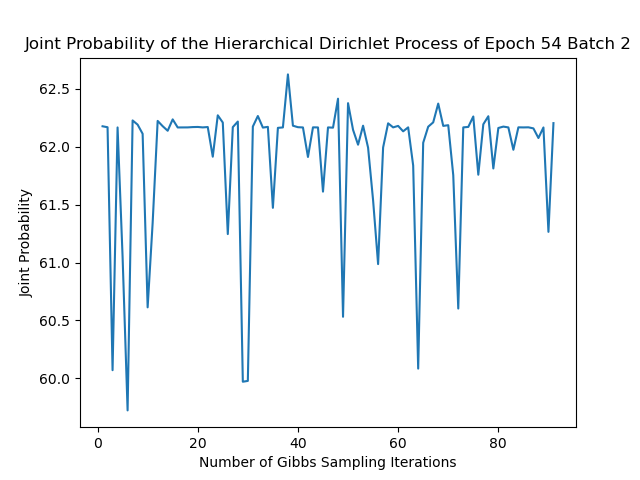 Joint Probability of the Hierarchical Dirichlet Process of Epoch 54 Batch 2
62.5
62.0
61.5
61.0
60.5
60.0
Joint Probability
0 20 40 60 80
Number of Gibbs Sampling Iterations